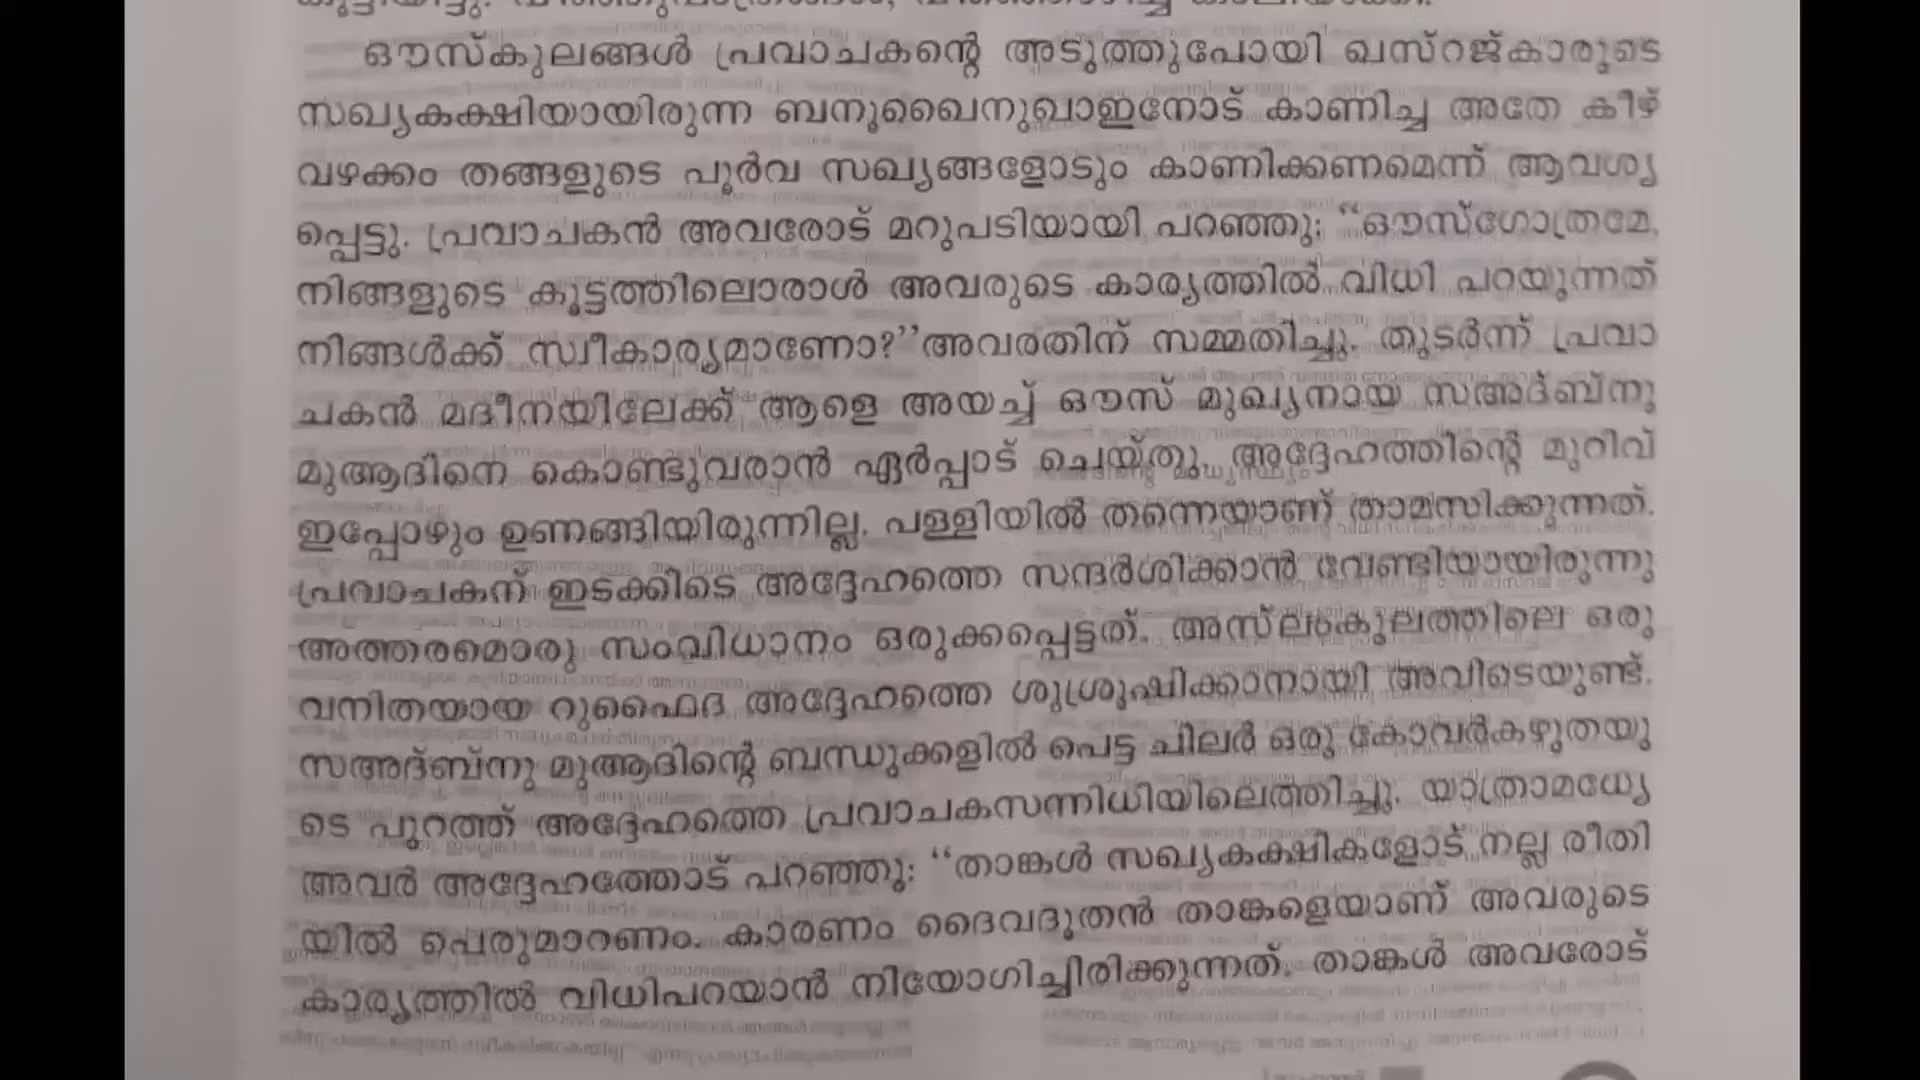 ഔസ്കുലങ്ങൾ പ്രവാചകന്റെ അടുത്തുപോയി ഖസ്റജ്കാരുടെ
സഖ്യകക്ഷിയായിരുന്ന ബനൂഖൈനുഖാഇനോട് കാണിച്ച അതേ കീഴ്
വഴക്കം തങ്ങളുടെ പൂർവ സഖ്യങ്ങളോടും കാണിക്കണമെന്ന് ആവശ്യ
പ്പെട്ടു. പ്രവാചകൻ അവരോട് മറുപടിയായി പറഞ്ഞു: “ഔസ്ഗോത്രമേ,
നിങ്ങളുടെ കൂട്ടത്തിലൊരാൾ അവരുടെ കാര്യത്തിൽ വിധി പറയുന്നത്
നിങ്ങൾക്ക് സ്വീകാര്യമാണോ?” അവരതിന് സമ്മതിച്ചു. തുടർന്ന് പ്രവാ
ചകൻ മദീനയിലേക്ക് ആളെ അയച്ച് ഔസ് മുഖ്യനായ സഅദ്ബ്നു
മുആദിനെ കൊണ്ടുവരാൻ ഏർപ്പാട് ചെയ്തു. അദ്ദേഹത്തിന്റെ മുറിവ്
ഇപ്പോഴും ഉണങ്ങിയിരുന്നില്ല. പള്ളിയിൽ തന്നെയാണ് താമസിക്കുന്നത്.
പ്രവാചകന് ഇടക്കിടെ അദ്ദേഹത്തെ സന്ദർശിക്കാൻ വേണ്ടിയായിരുന്നു
അത്തരമൊരു സംവിധാനം ഒരുക്കപ്പെട്ടത്. അസ്ലംകുലത്തിലെ ഒരു
വനിതയായ റുഫൈദ അദ്ദേഹത്തെ ശുശ്രൂഷിക്കാനായി അവിടെയുണ്ട്.
സഅദ്ബ്നു മുആദിന്റെ ബന്ധുക്കളിൽ പെട്ട ചിലർ ഒരു കോവർകഴുതയു
ടെ പുറത്ത് അദ്ദേഹത്തെ പ്രവാചകസന്നിധിയിലെത്തിച്ചു. യാത്രാമധ്യേ
അവർ അദ്ദേഹത്തോട് പറഞ്ഞു: “താങ്കൾ സഖ്യകക്ഷികളോട് നല്ല രീതി
യിൽ പെരുമാറണം. കാരണം ദൈവദൂതൻ താങ്കളെയാണ് അവരുടെ
കാര്യത്തിൽ വിധിപറയാൻ നിയോഗിച്ചിരിക്കുന്നത്. താങ്കൾ അവരോട്